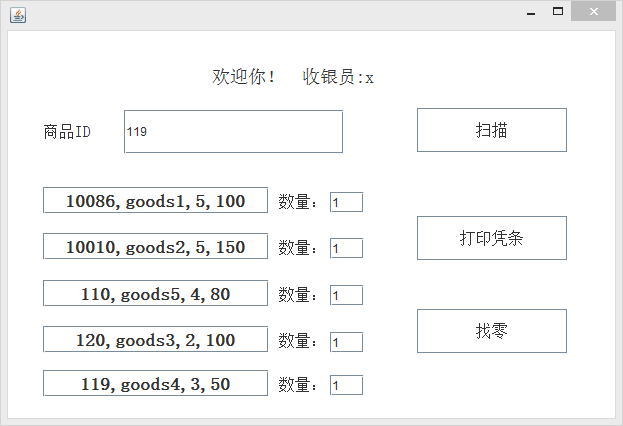 欢迎你！ 收银员:x
商品ID 119 扫描
10086,goods1,5,100 数量： 1
打印凭条
10010,goods2,5,150 数量： 1
110,goods5,4,80 数量： 1
找零
120,goods3,2,100 数量： 1
119,goods4,3,50 数量： 1